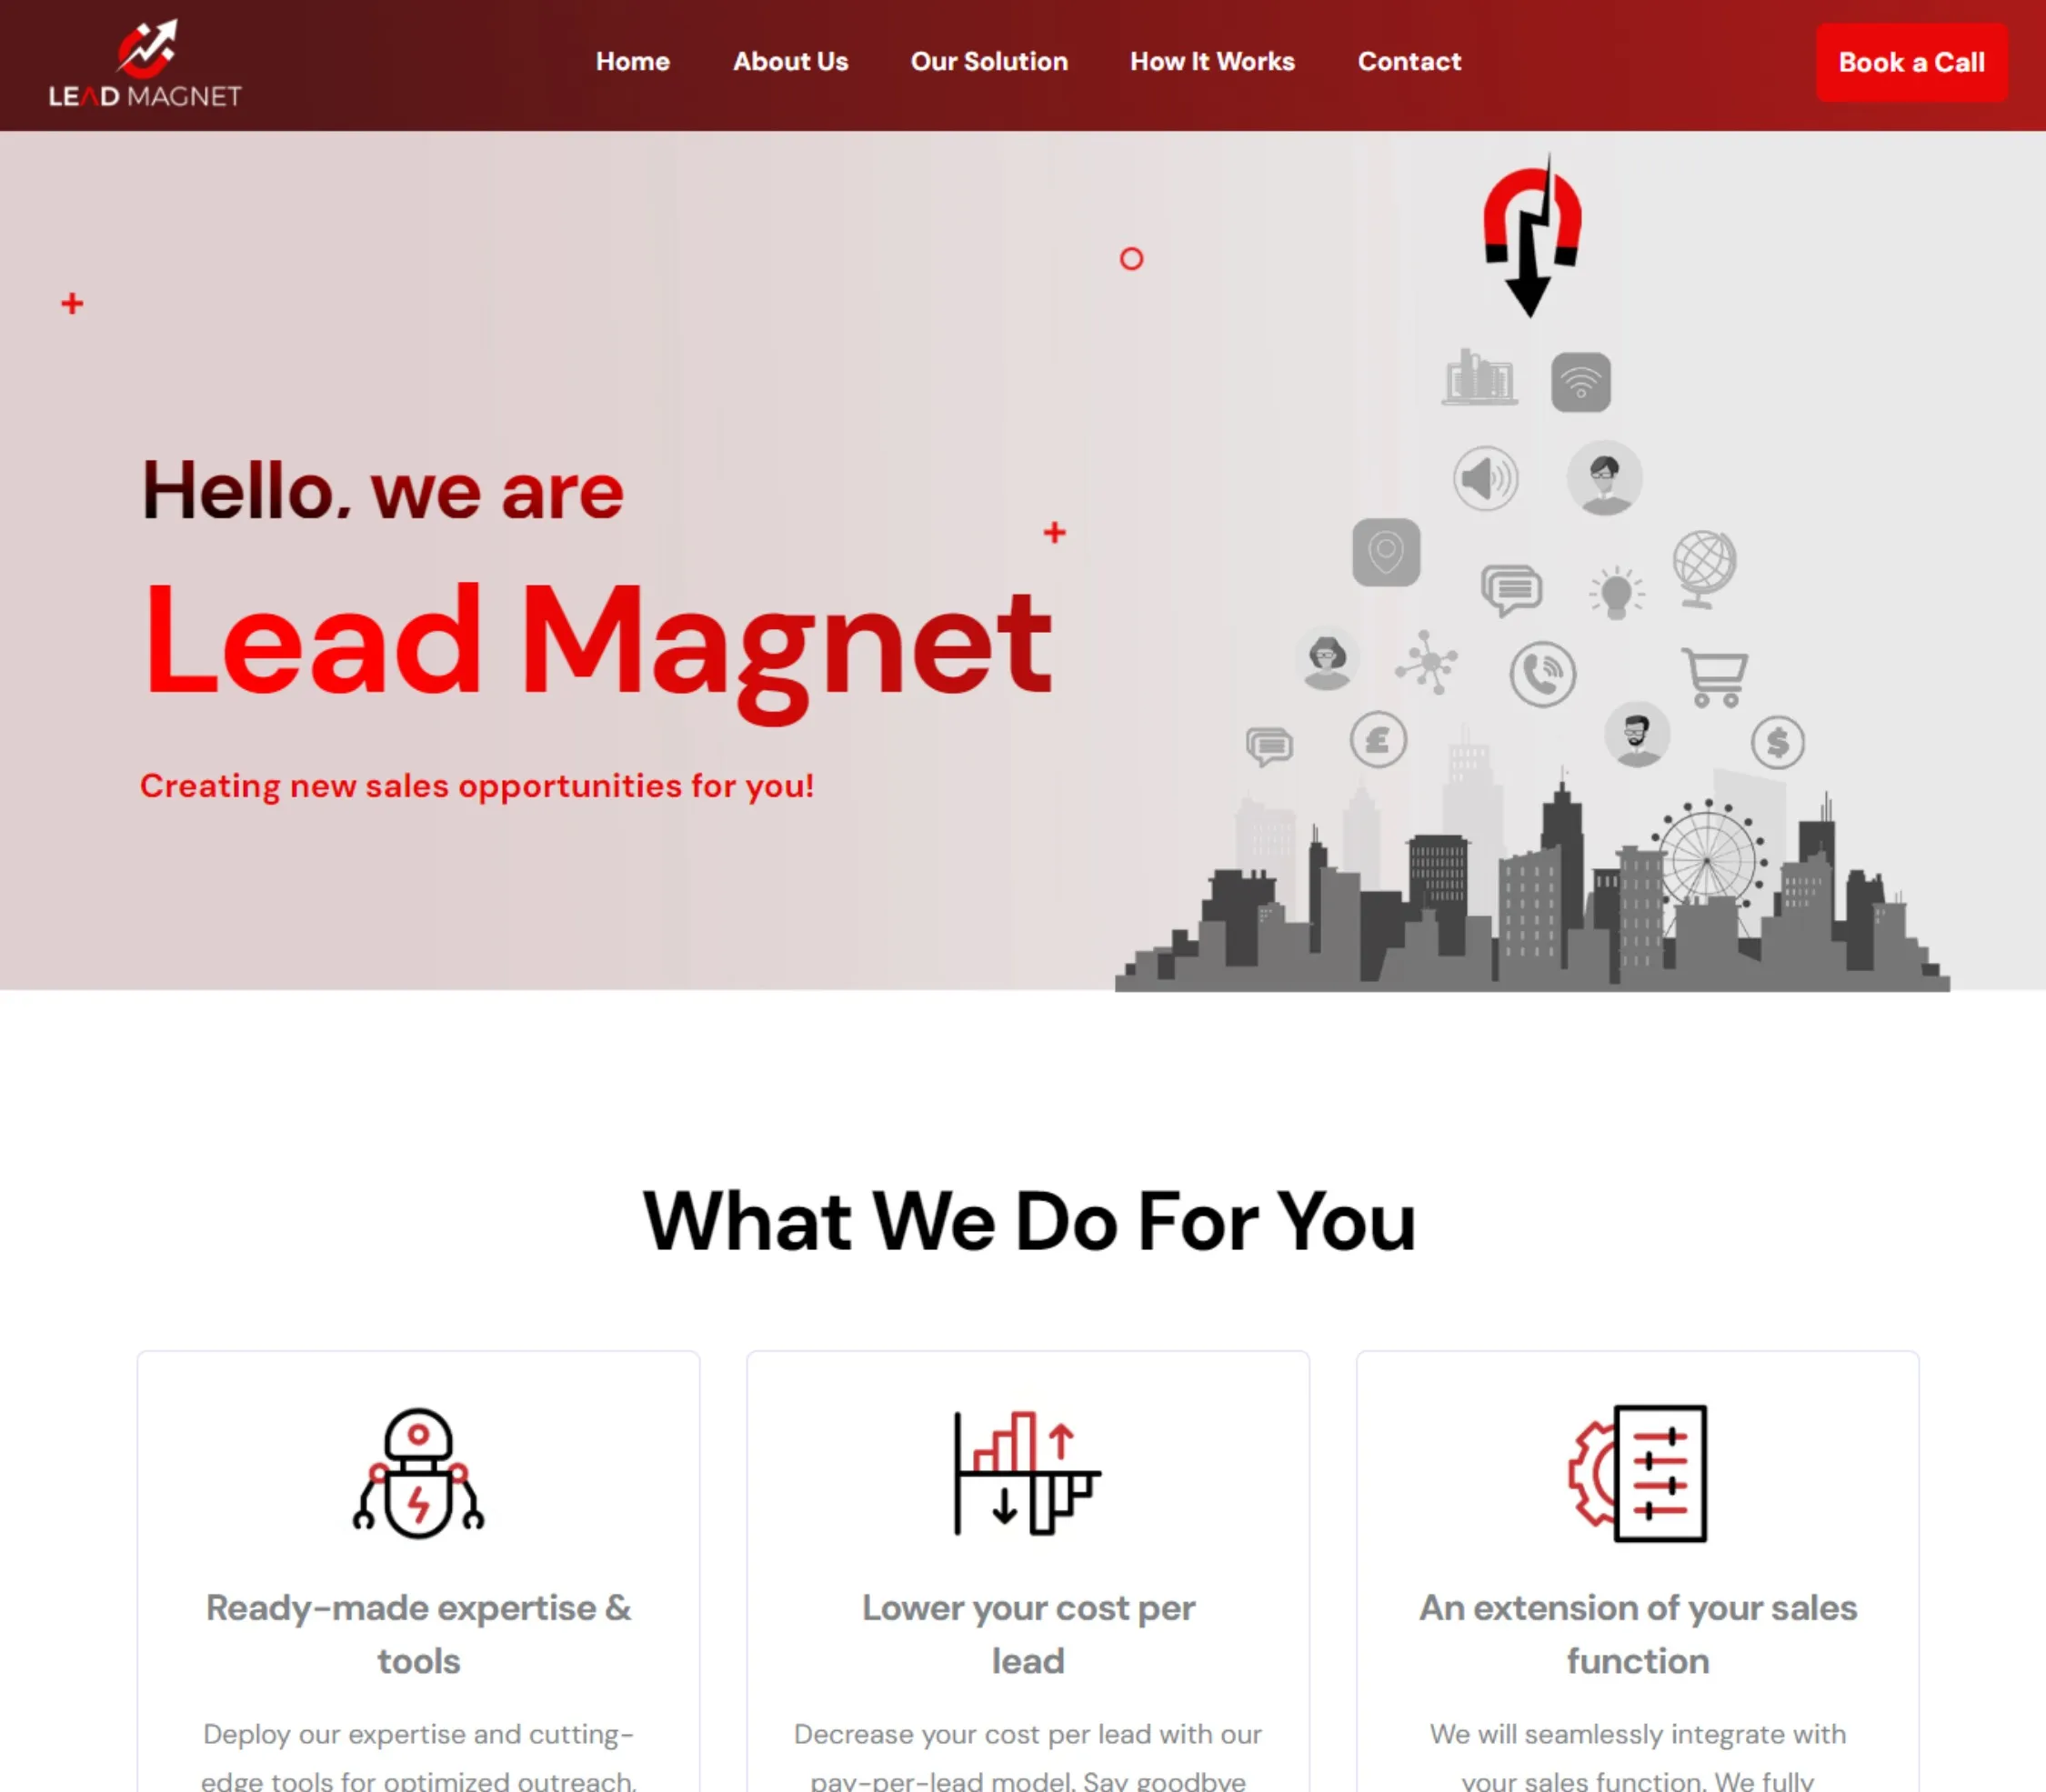 LEAD MAGNET
Home About Us Our Solution How It Works Contact
Book a Call
Hello, we are
Lead Magnet
Creating new sales opportunities for you!
£
$
What We Do For You
Ready-made expertise &
tools
Deploy our expertise and cutting-
edge tools for optimized outreach,
Lower your cost per
lead
Decrease your cost per lead with our
pay-per-lead model. Say goodbye
An extension of your sales
function
We will seamlessly integrate with
your sales function. We fully